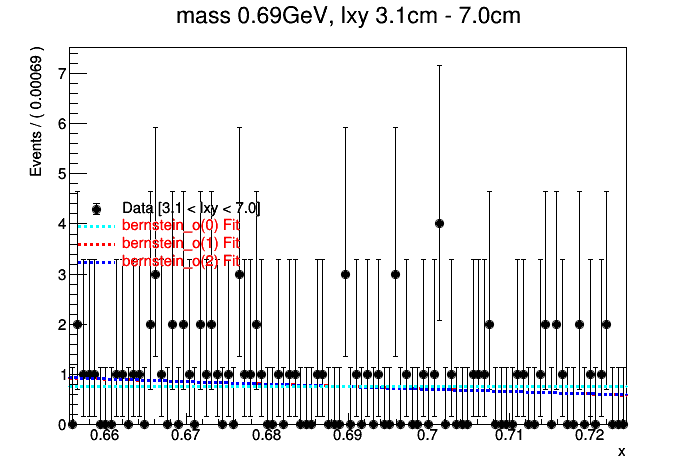 mass 0.69GeV, lxy 3.1cm - 7.0cm
Events / ( 0.00069 )
7
6
5
4
3
2
1
0
Data [3.1 < lxy < 7.0]
bernstein_o(0) Fit
bernstein_o(1) Fit
bernstein_o(2) Fit
0.66 0.67 0.68 0.69 0.7 0.71 0.72
x